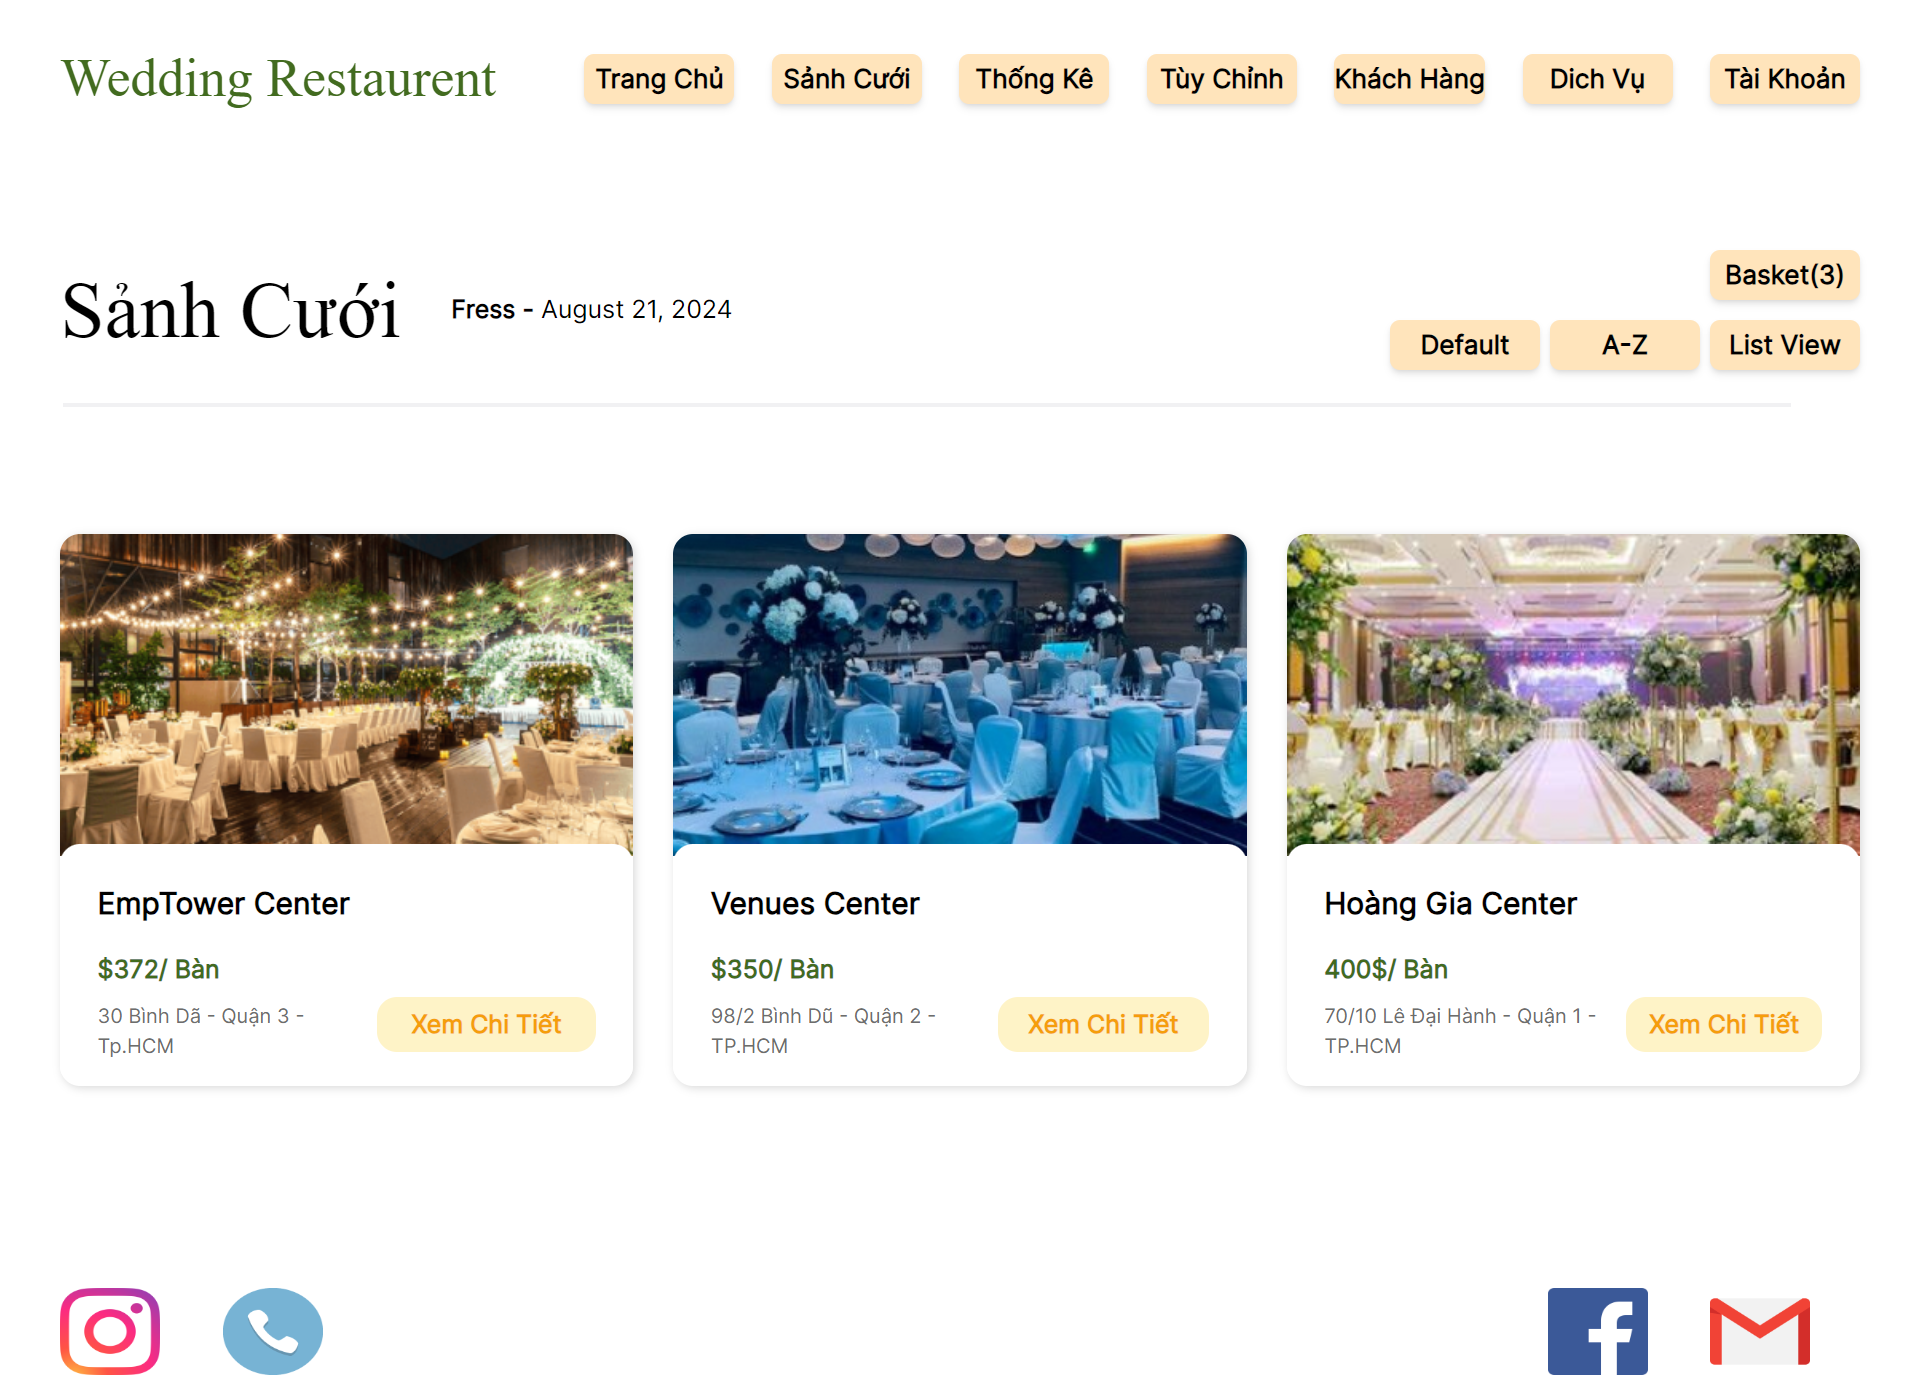 Wedding Restaurent
Trang Chủ
Sảnh Cưới
Thống Kê
Tùy Chỉnh
Khách Hàng
Dich Vụ
Tài Khoản
Sảnh Cưới
Fress - August 21, 2024
Basket(3)
Default
A-Z
List View
EmpTower Center
$372/ Bàn
30 Bình Dã - Quận 3 -
Tp.HCM
Xem Chi Tiết
Venues Center
$350/ Bàn
98/2 Bình Dũ - Quận 2 -
TP.HCM
Xem Chi Tiết
Hoàng Gia Center
400$/ Bàn
70/10 Lê Đại Hành - Quận 1 -
TP.HCM
Xem Chi Tiết